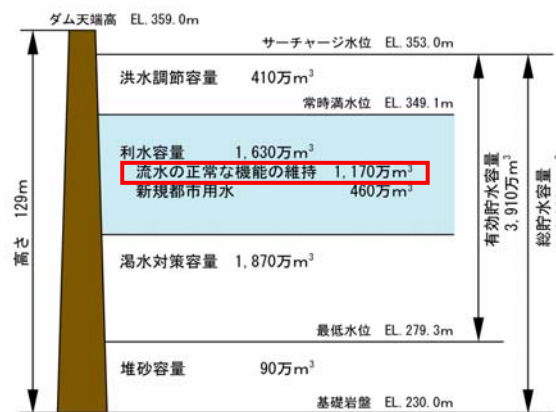 ダム天端高 EL. 359.0m
サーチャージ水位 EL. 353.0m
洪水調節容量 410万m³
常時満水位 EL. 349.1m
利水容量 1,630万m³
流水の正常な機能の維持 1,170万m³
新規都市用水 460万m³
渇水対策容量 1,870万m³
最低水位 EL. 279.3m
堆砂容量 90万m³
基礎岩盤 EL. 230.0m
高さ 129m
有効貯水容量
3,910万m³
総貯水容量